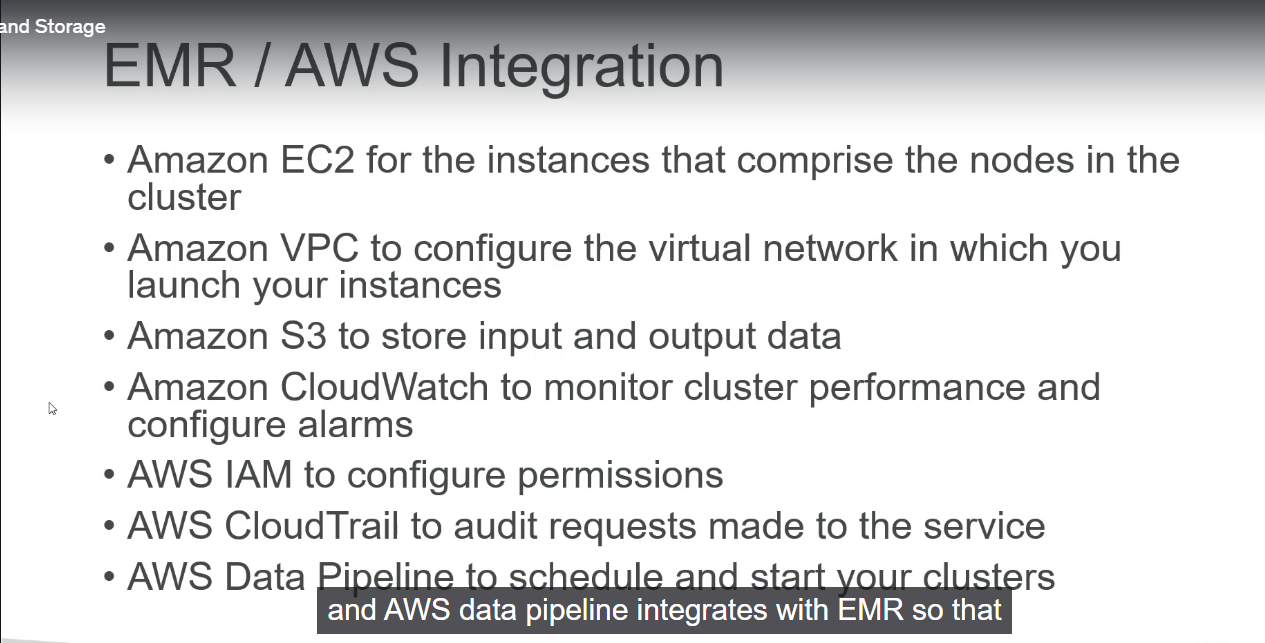 and Storage
EMR / AWS Integration
• Amazon EC2 for the instances that comprise the nodes in the
cluster
• Amazon VPC to configure the virtual network in which you
launch your instances
• Amazon S3 to store input and output data
• Amazon CloudWatch to monitor cluster performance and
configure alarms
• AWS IAM to configure permissions
• AWS CloudTrail to audit requests made to the service
• AWS Data Pipeline to schedule and start your clusters
and AWS data pipeline integrates with EMR so that